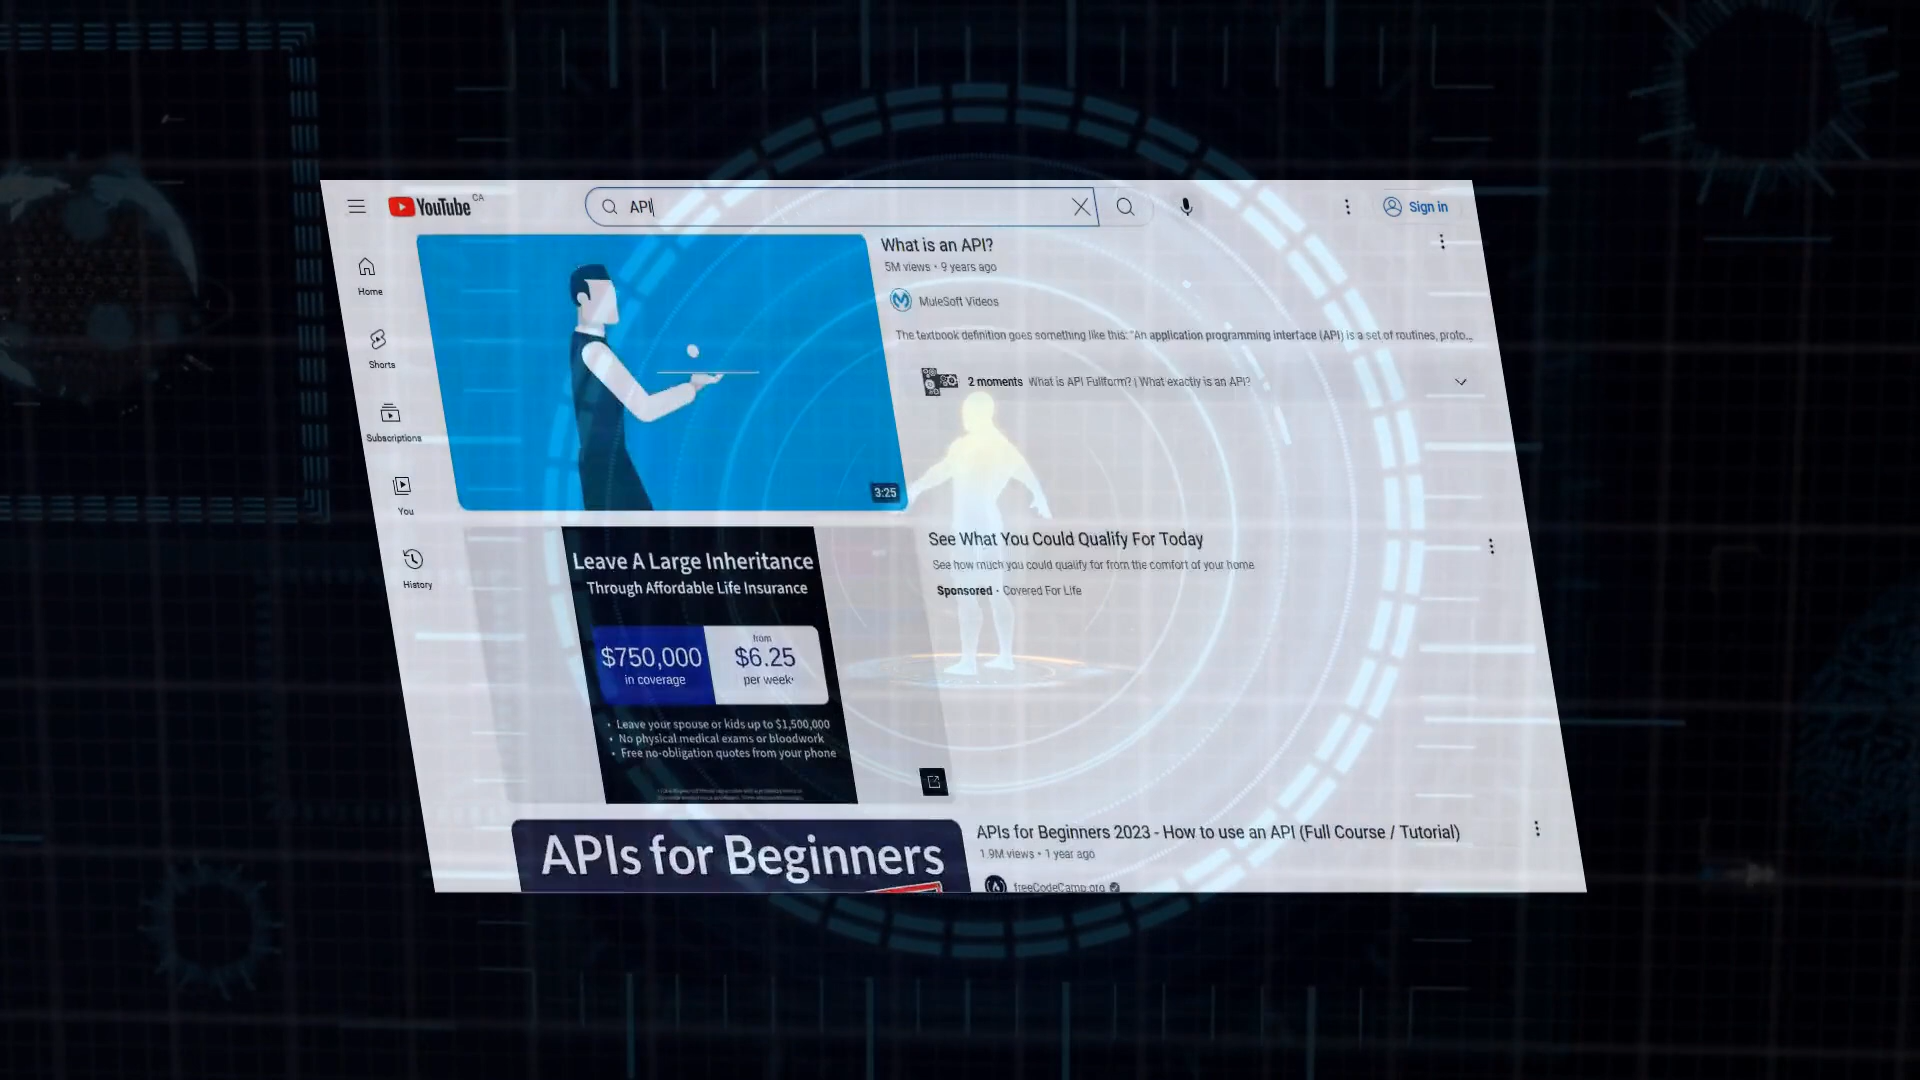 YouTube CA
API
Sign in
Home
Shorts
Subscriptions
You
History
What is an API?
5M views • 9 years ago
MuleSoft Videos
The textbook definition goes something like this: "An application programming interface (API) is a set of routines, proto...
2 moments What is API Fullform? | What exactly is an API?
3:25
Leave A Large Inheritance
Through Affordable Life Insurance
$750,000
in coverage
from
$6.25
per week*
• Leave your spouse or kids up to $1,500,000
• No physical medical exams or bloodwork
• Free no-obligation quotes from your phone
See What You Could Qualify For Today
See how much you could qualify for from the comfort of your home
Sponsored · Covered For Life
APIs for Beginners
APIs for Beginners 2023 - How to use an API (Full Course / Tutorial)
1.9M views • 1 year ago
freeCodeCamp.org